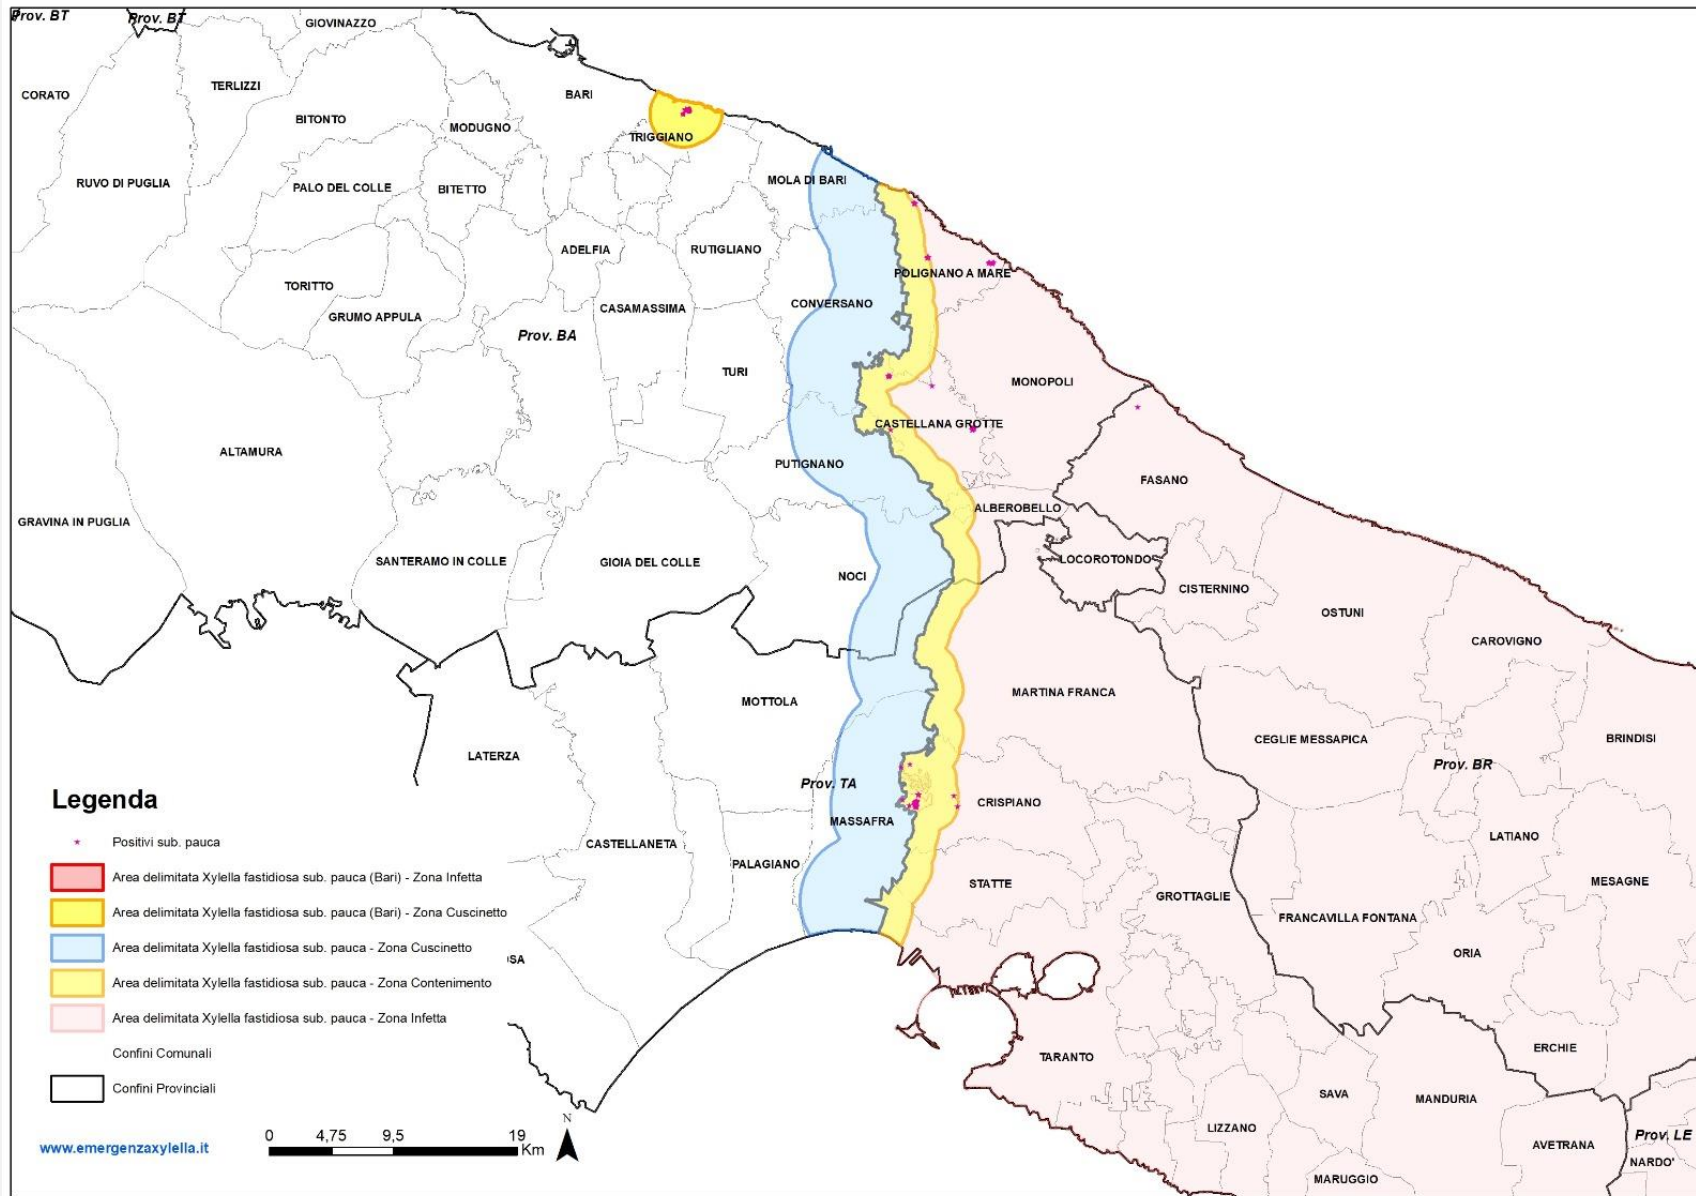 Prov. BT
Prov. BT
GIOVINAZZO
CORATO
TERLIZZI
BARI
BITONTO
MODUGNO
TRIGGIANO
RUVO DI PUGLIA
PALO DEL COLLE
BITETTO
MOLA DI BARI
ADELFIA
RUTIGLIANO
POLIGNANO A MARE
TORITTO
CONVERSANO
GRUMO APPULA
CASAMASSIMA
Prov. BA
TURI
MONOPOLI
CASTELLANA GROTTE
ALTAMURA
PUTIGNANO
FASANO
ALBEROBELLO
GRAVINA IN PUGLIA
SANTERAMO IN COLLE
GIOIA DEL COLLE
NOCI
LOCOROTONDO
CISTERNINO
OSTUNI
CAROVIGNO
MARTINA FRANCA
MOTTOLA
CEGLIE MESSAPICA
BRINDISI
LATERZA
Prov. BR
Prov. TA
CRISPIANO
MASSAFRA
LATIANO
CASTELLANETA
PALAGIANO
STATTE
MESAGNE
GROTTAGLIE
FRANCAVILLA FONTANA
ORIA
OSA
ERCHIE
TARANTO
SAVA
MANDURIA
LIZZANO
AVETRANA
Prov. LE
NARDO'
MARUGGIO
Legenda
Positivi sub. pauca
Area delimitata Xylella fastidiosa sub. pauca (Bari) - Zona Infetta
Area delimitata Xylella fastidiosa sub. pauca (Bari) - Zona Cuscinetto
Area delimitata Xylella fastidiosa sub. pauca - Zona Cuscinetto
Area delimitata Xylella fastidiosa sub. pauca - Zona Contenimento
Area delimitata Xylella fastidiosa sub. pauca - Zona Infetta
Confini Comunali
Confini Provinciali
www.emergenzaxylella.it
0 4,75 9,5 19
Km
N